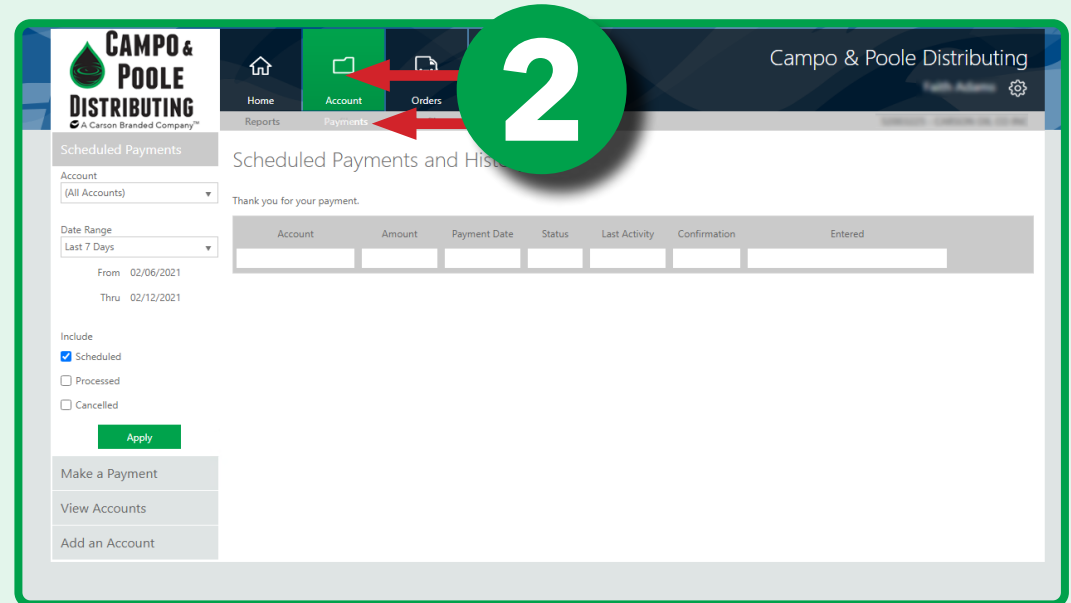 CAMPO &
POOLE
DISTRIBUTING
A Carson Branded Company™
Home
Account
Orders
2
Campo & Poole Distributing
Reports
Payments
Scheduled Payments
Account
(All Accounts)
Date Range
Last 7 Days
From 02/06/2021
Thru 02/12/2021
Include
Scheduled
Processed
Cancelled
Apply
Make a Payment
View Accounts
Add an Account
Scheduled Payments and
Thank you for your payment.
Account Amount Payment Date Status Last Activity Confirmation Entered